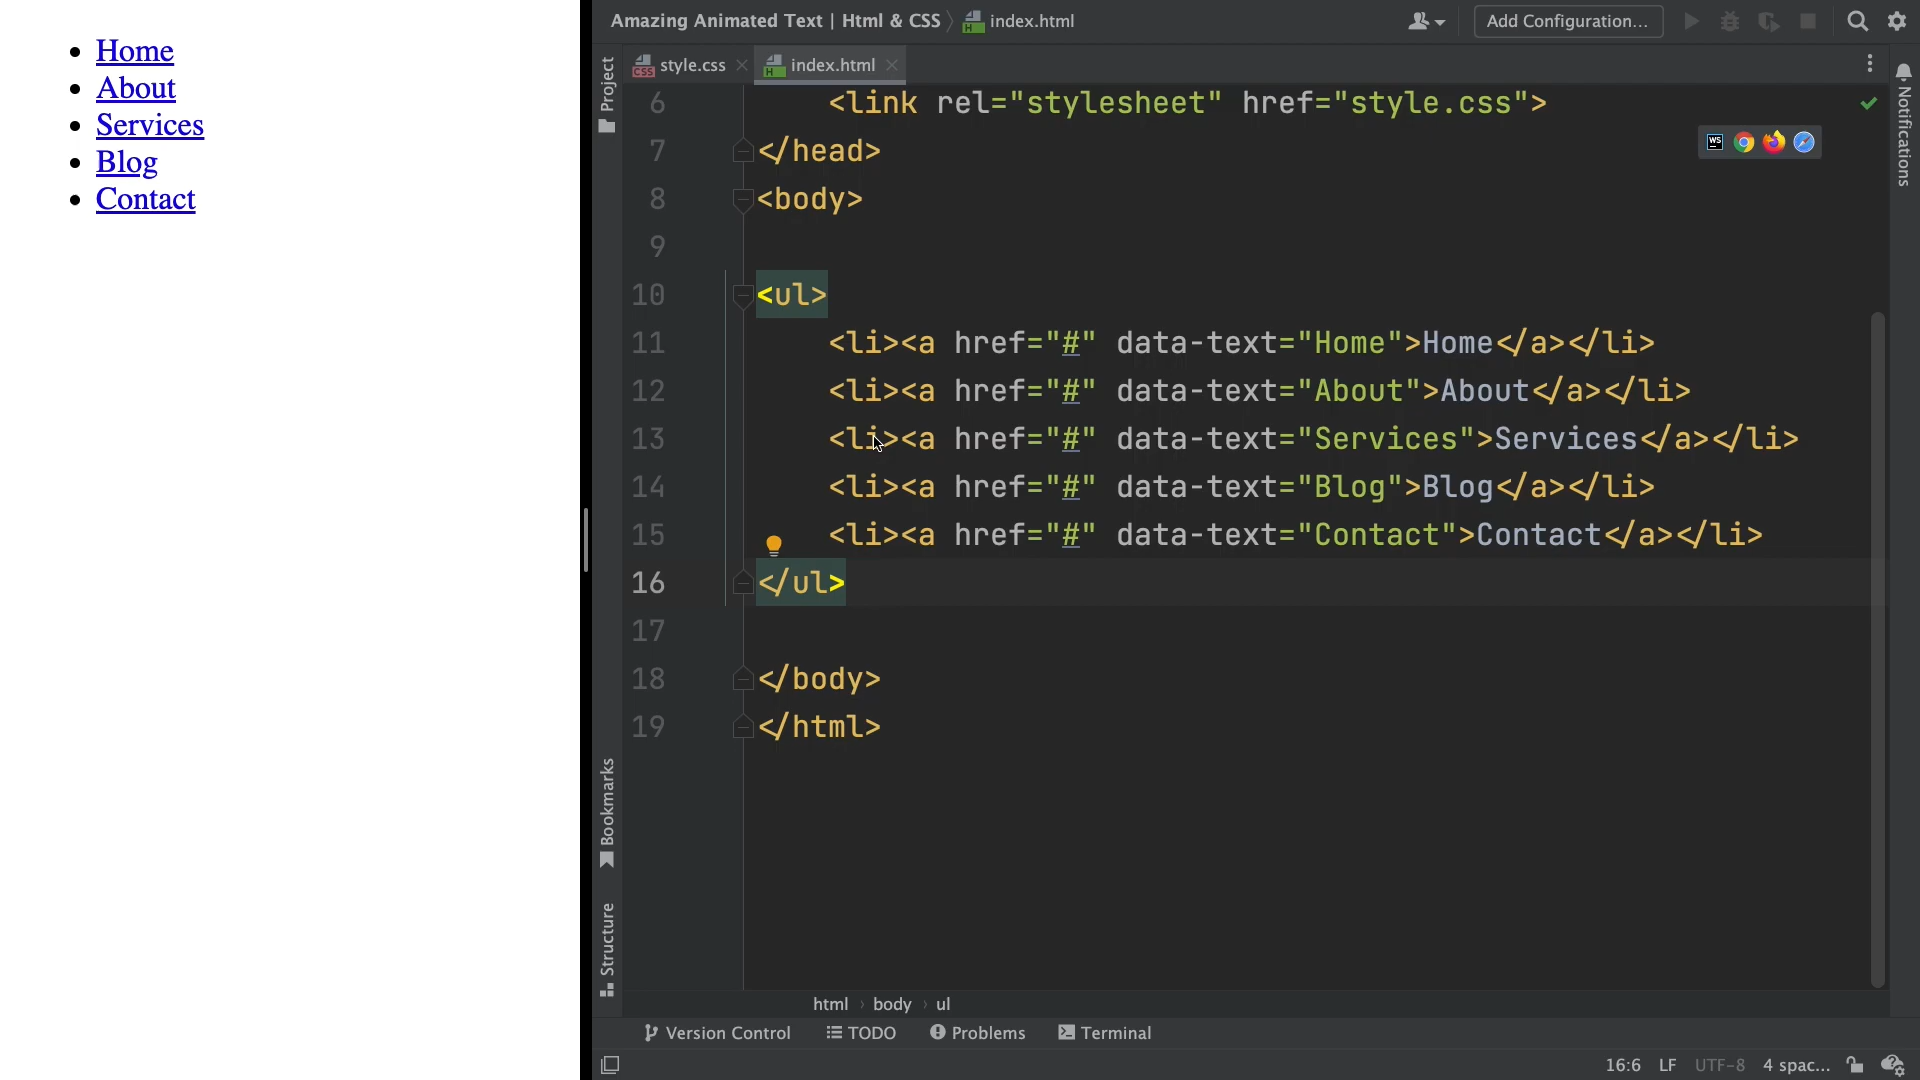 Home
About
Services
Blog
Contact
Amazing Animated Text | Html & CSS
index.html
Add Configuration...
Project
style.css
index.html
Notifications
6 <link rel="stylesheet" href="style.css">
7 </head>
8 <body>
9
10 <ul>
11 <li><a href="#" data-text="Home">Home</a></li>
12 <li><a href="#" data-text="About">About</a></li>
13 <li><a href="#" data-text="Services">Services</a></li>
14 <li><a href="#" data-text="Blog">Blog</a></li>
15 <li><a href="#" data-text="Contact">Contact</a></li>
16 </ul>
17
18 </body>
19 </html>
Bookmarks
Structure
html › body › ul
Version Control
TODO
Problems
Terminal
16:6 LF UTF-8 4 spac...